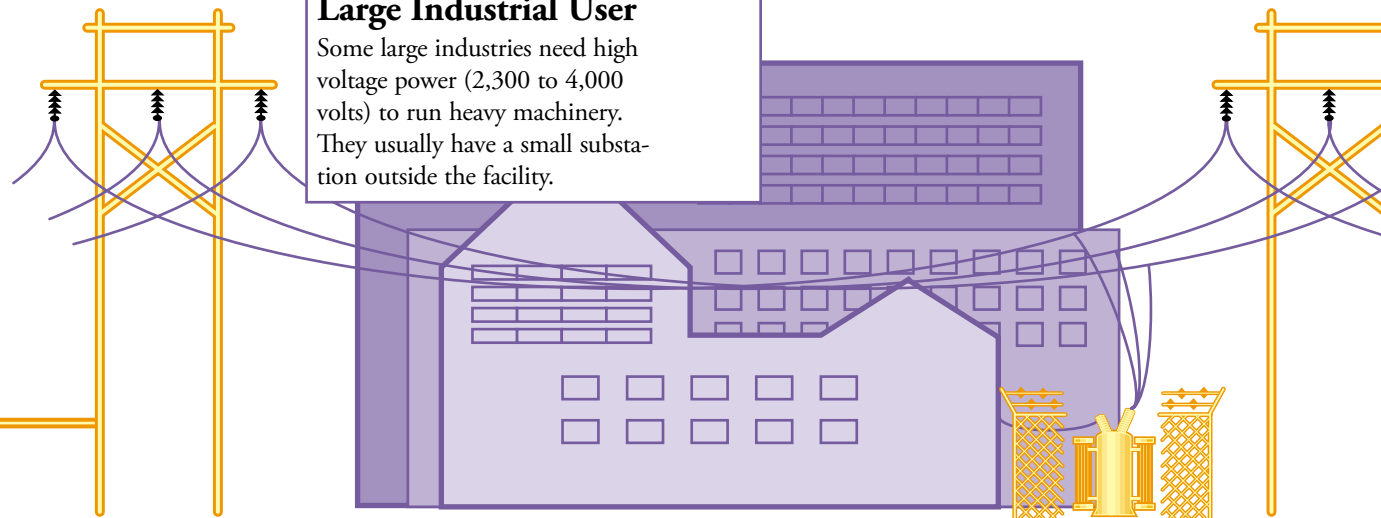 Large Industrial User
Some large industries need high
voltage power (2,300 to 4,000
volts) to run heavy machinery.
They usually have a small substa-
tion outside the facility.